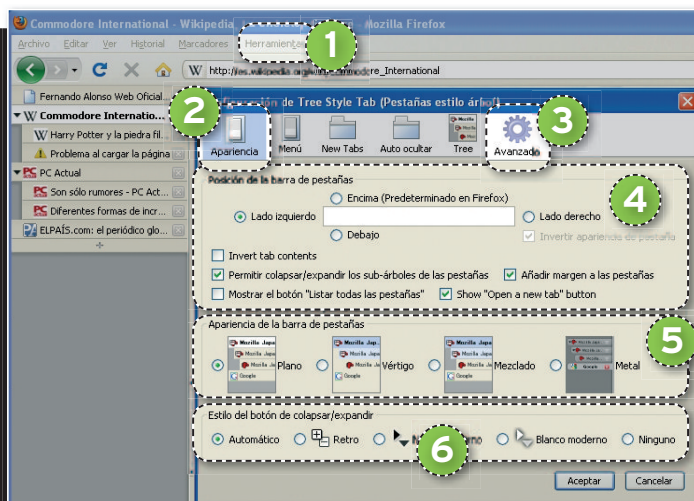 Commodore International - Wikipedia
Mozilla Firefox
Archivo Editar Ver Historial Marcadores Herramientas
1
W http://es.wikipedia.org/wiki/Commodore_International
Fernando Alonso Web Oficial...
W Commodore Internatio...
W Harry Potter y la piedra fil...
Problema al cargar la página
PC PC Actual
PC Son sólo rumores - PC Act...
PC Diferentes formas de incr...
ELPAÍS.com: el periódico glo...
2
de Tree Style Tab (Pestañas estilo árbol)
3
Apariencia Menú New Tabs Auto ocultar Tree Avanzado
Posición de la barra de pestañas
4
Encima (Predeterminado en Firefox)
Lado izquierdo Lado derecho
Debajo Invertir apariencia de pestaña
Invert tab contents
Permitir colapsar/expandir los sub-árboles de las pestañas Añadir margen a las pestañas
Mostrar el botón "Listar todas las pestañas" Show "Open a new tab" button
Apariencia de la barra de pestañas
5
Plano Vértigo Mezclado Metal
Estilo del botón de colapsar/expandir
6
Automático Retro Blanco moderno Ninguno
Aceptar Cancelar